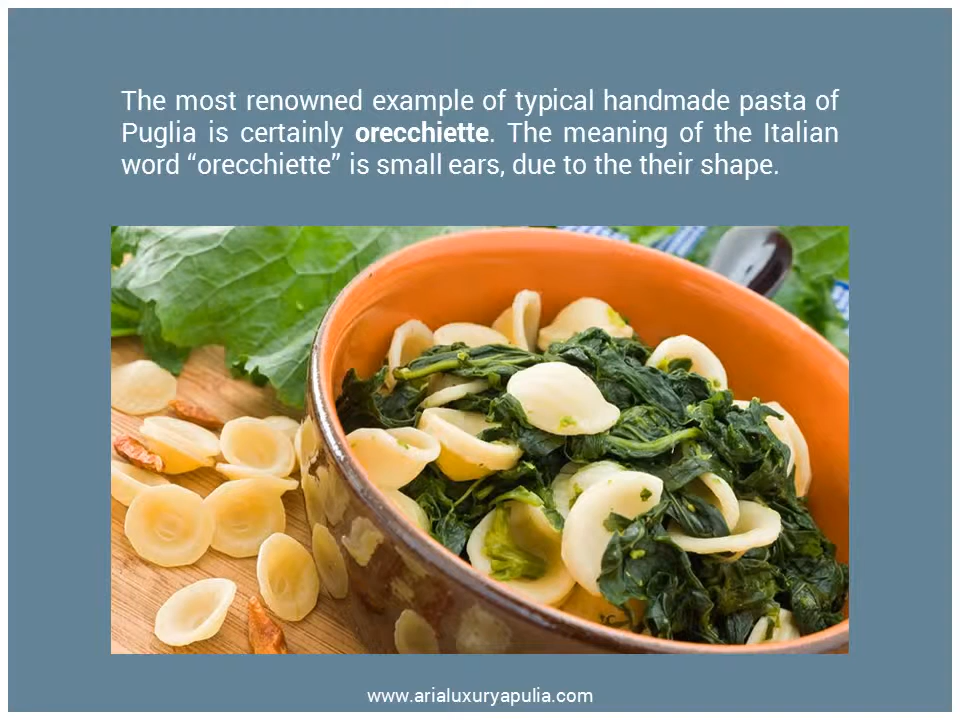 The most renowned example of typical handmade pasta of
Puglia is certainly orecchiette. The meaning of the Italian
word “orecchiette” is small ears, due to the their shape.
www.arialuxuryapulia.com